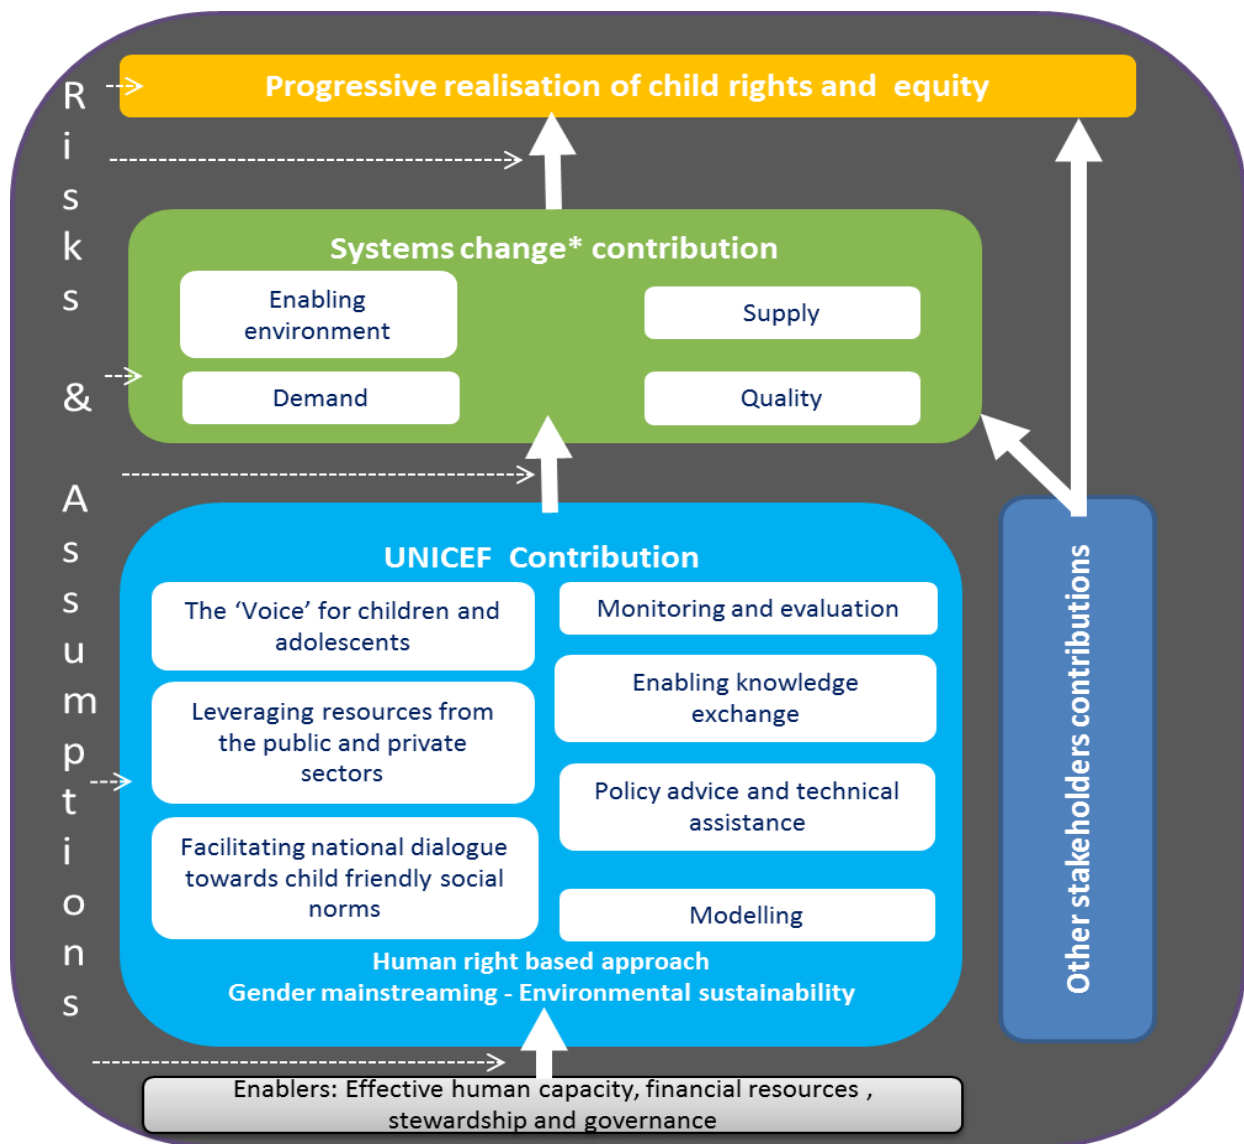 Risks & Assumptions
Progressive realisation of child rights and equity
Systems change* contribution
Enabling
environment
Supply
Demand
Quality
UNICEF Contribution
The ‘Voice’ for children and
adolescents
Monitoring and evaluation
Leveraging resources from
the public and private
sectors
Enabling knowledge
exchange
Policy advice and technical
assistance
Facilitating national dialogue
towards child friendly social
norms
Modelling
Human right based approach
Gender mainstreaming - Environmental sustainability
Other stakeholders contributions
Enablers: Effective human capacity, financial resources ,
stewardship and governance